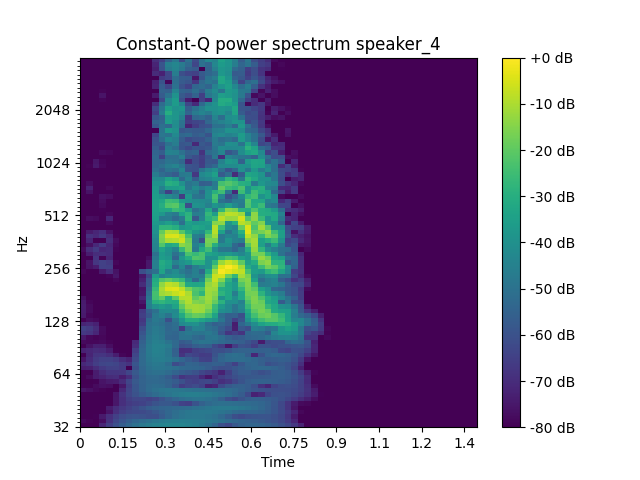 Constant-Q power spectrum speaker_4
Hz
2048
1024
512
256
128
64
32
0 0.15 0.3 0.45 0.6 0.75 0.9 1.1 1.2 1.4
Time
+0 dB
-10 dB
-20 dB
-30 dB
-40 dB
-50 dB
-60 dB
-70 dB
-80 dB